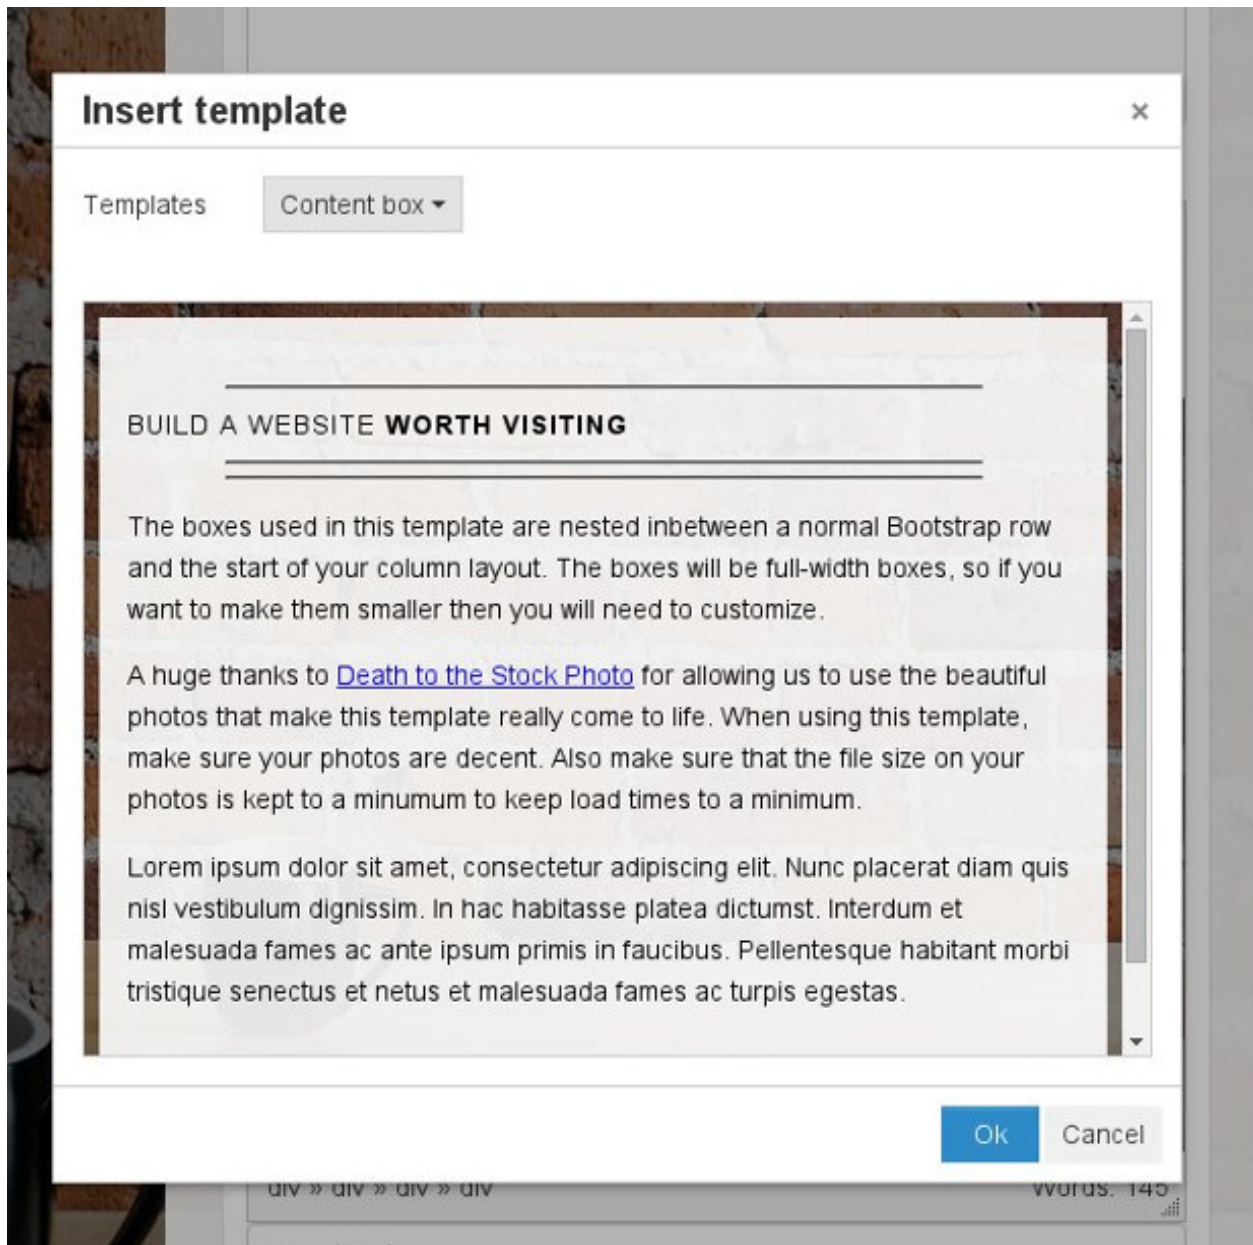 Insert template
×
Templates
Content box
BUILD A WEBSITE WORTH VISITING
The boxes used in this template are nested inbetween a normal Bootstrap row
and the start of your column layout. The boxes will be full-width boxes, so if you
want to make them smaller then you will need to customize.
A huge thanks to Death to the Stock Photo for allowing us to use the beautiful
photos that make this template really come to life. When using this template,
make sure your photos are decent. Also make sure that the file size on your
photos is kept to a minumum to keep load times to a minimum.
Lorem ipsum dolor sit amet, consectetur adipiscing elit. Nunc placerat diam quis
nisl vestibulum dignissim. In hac habitasse platea dictumst. Interdum et
malesuada fames ac ante ipsum primis in faucibus. Pellentesque habitant morbi
tristique senectus et netus et malesuada fames ac turpis egestas.
Ok
Cancel
div » div » div » div
Words: 145